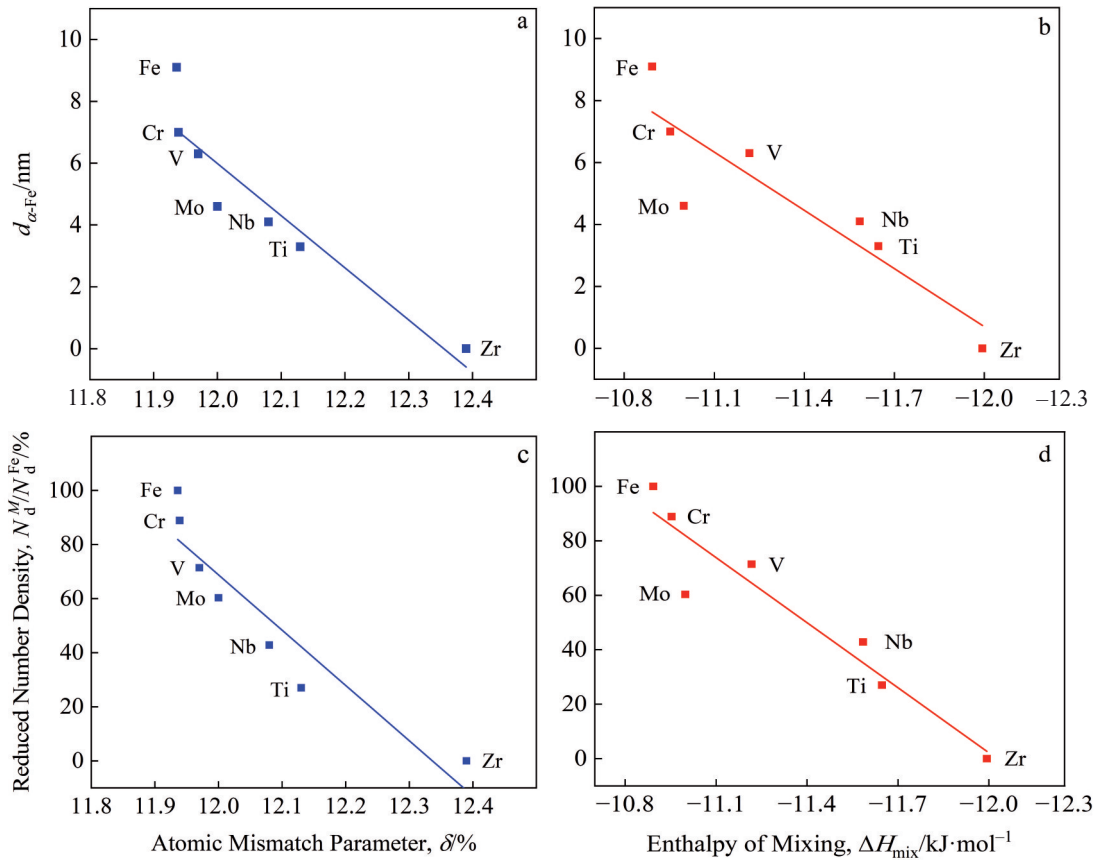 a
10
8
6
4
2
0
d α-Fe/nm
Fe
Cr
V
Mo
Nb
Ti
Zr
11.8 11.9 12.0 12.1 12.2 12.3 12.4
b
10
8
6
4
2
0
Fe
Cr
V
Mo
Nb
Ti
Zr
−10.8 −11.1 −11.4 −11.7 −12.0 −12.3
c
100
80
60
40
20
0
Reduced Number Density, N_d^M/N_d^Fe/%
Fe
Cr
V
Mo
Nb
Ti
Zr
11.8 11.9 12.0 12.1 12.2 12.3 12.4
Atomic Mismatch Parameter, δ/%
d
100
80
60
40
20
0
Fe
Cr
V
Mo
Nb
Ti
Zr
−10.8 −11.1 −11.4 −11.7 −12.0 −12.3
Enthalpy of Mixing, ΔHmix/kJ·mol⁻¹